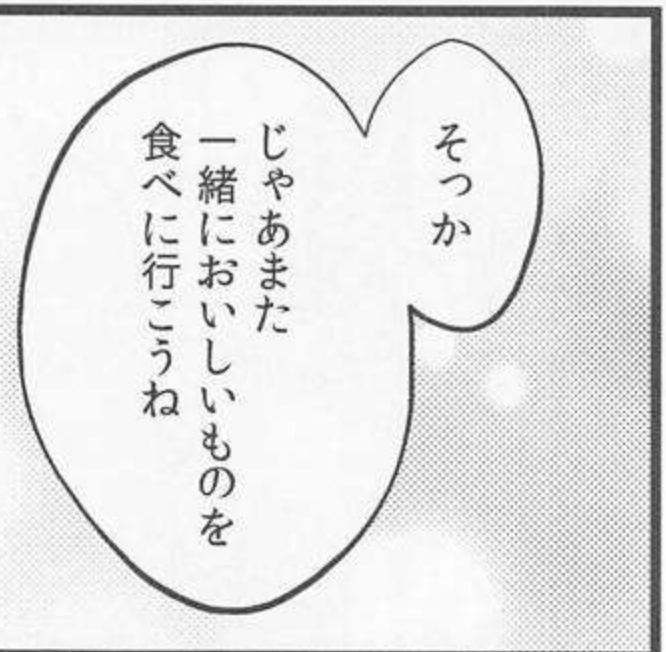 そっか
じゃあまた
一緒においしいものを
食べに行こうね